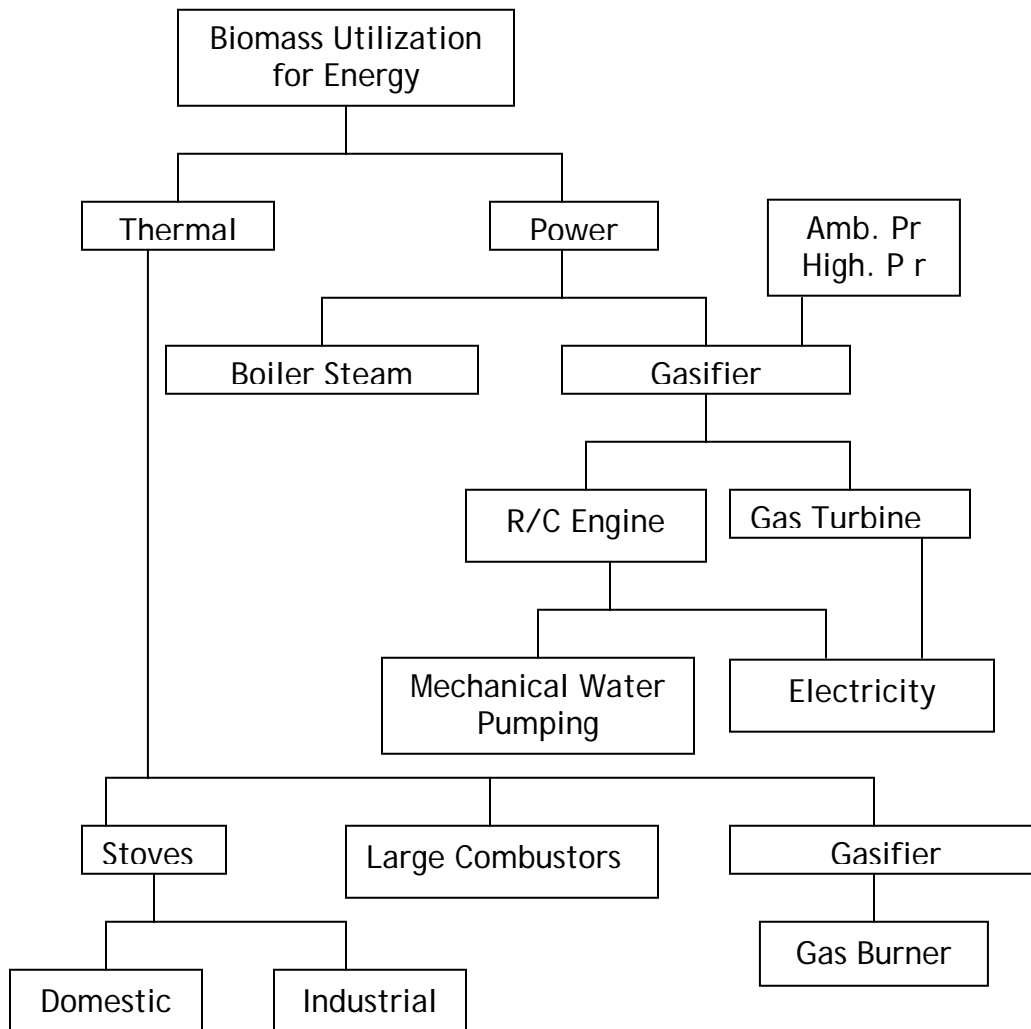 Biomass Utilization
for Energy
Thermal
Power
Amb. Pr
High. P r
Boiler Steam
Gasifier
R/C Engine
Gas Turbine
Mechanical Water
Pumping
Electricity
Stoves
Large Combustors
Gasifier
Gas Burner
Domestic
Industrial